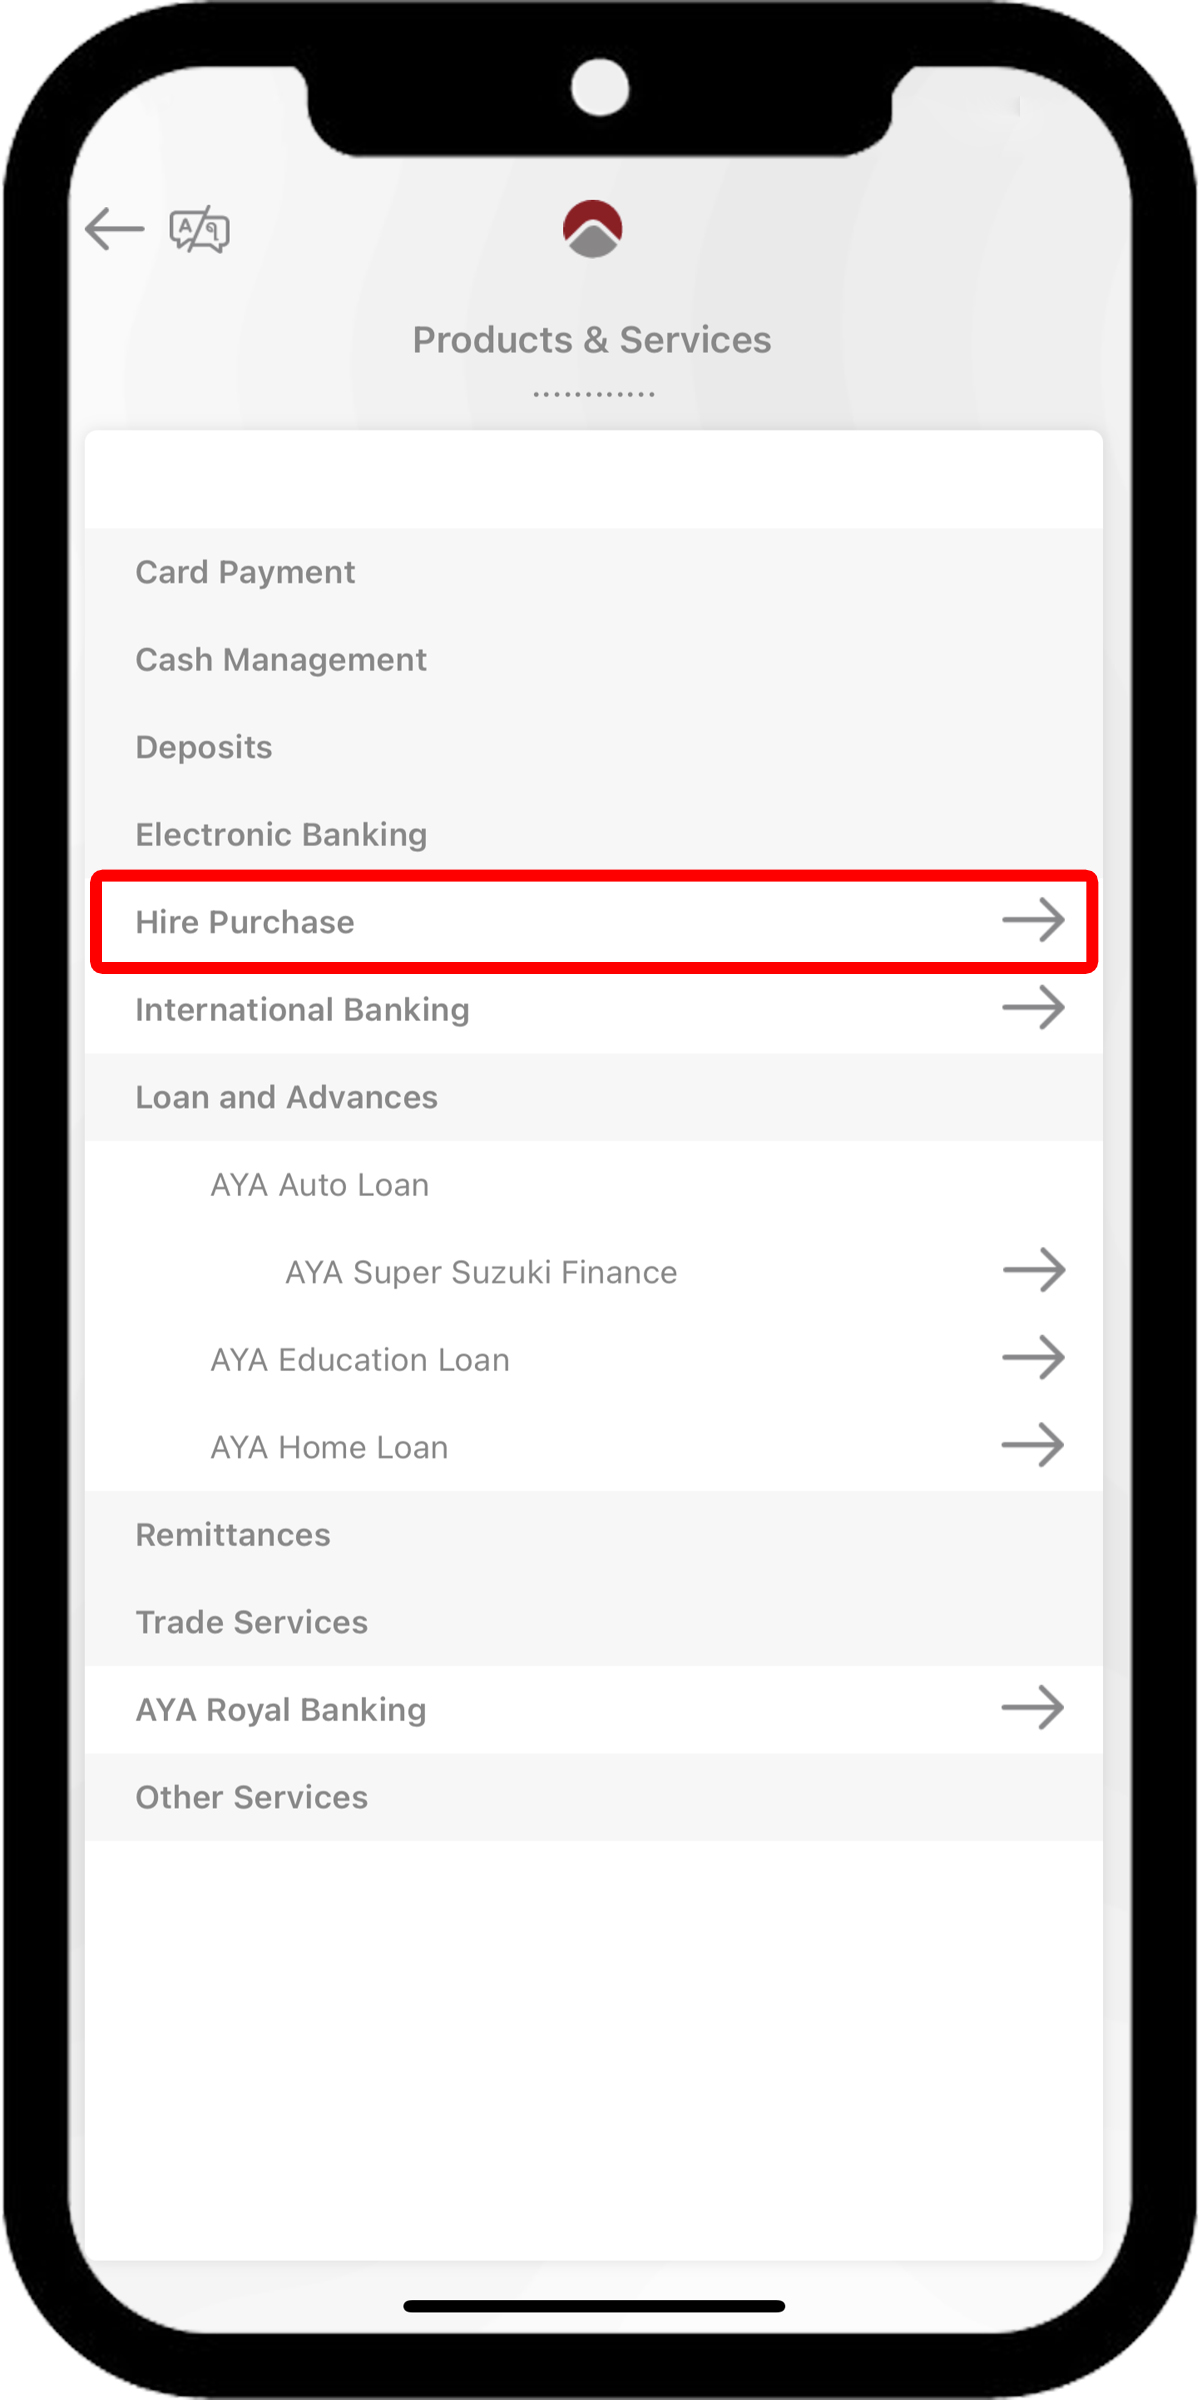 Products & Services
Card Payment
Cash Management
Deposits
Electronic Banking
Hire Purchase
International Banking
Loan and Advances
AYA Auto Loan
AYA Super Suzuki Finance
AYA Education Loan
AYA Home Loan
Remittances
Trade Services
AYA Royal Banking
Other Services